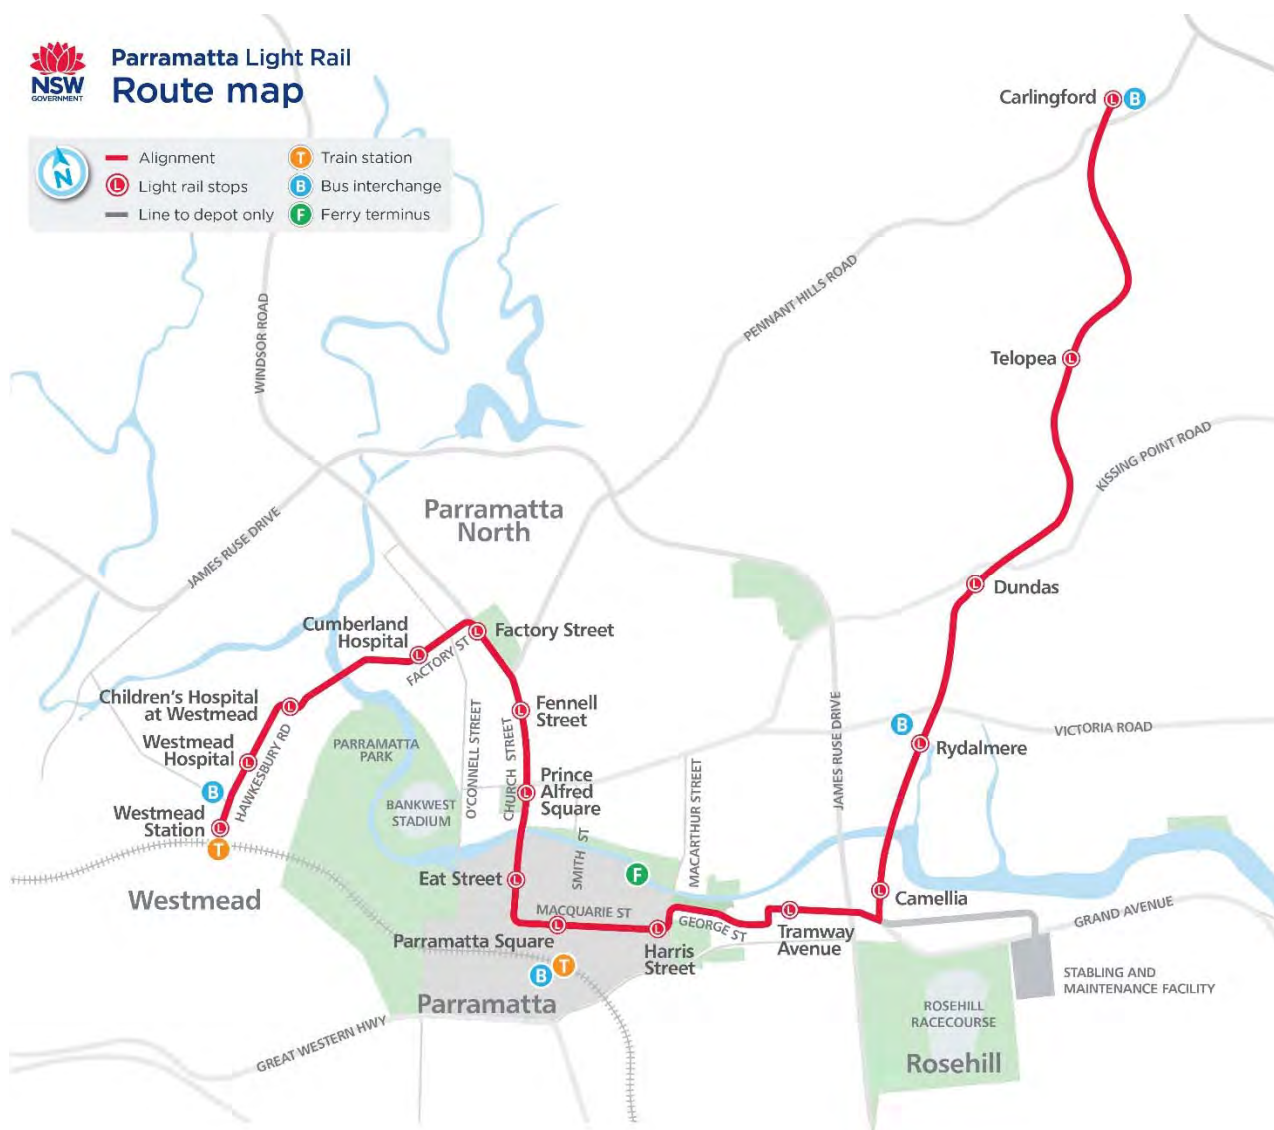 Parramatta Light Rail
Route map
NSW
GOVERNMENT
N
Alignment
L Light rail stops
Line to depot only
T Train station
B Bus interchange
F Ferry terminus
Carlingford L B
WINDSOR ROAD
PENNANT HILLS ROAD
Telopea L
KISSING POINT ROAD
Parramatta
North
JAMES RUSE DRIVE
L Dundas
Cumberland
Hospital L
FACTORY ST
L Factory Street
Children's Hospital
at Westmead L
Westmead
Hospital L
HAWKESBURY RD
B
Westmead
Station L
T
Westmead
PARRAMATTA
PARK
BANKWEST
STADIUM
O'CONNELL STREET
CHURCH STREET
L Fennell
Street
L Prince
Alfred
Square
SMITH ST
MACARTHUR STREET
JAMES RUSE DRIVE
VICTORIA ROAD
B
L Rydalmere
Eat Street L
F
MACQUARIE ST
Parramatta Square L
L Harris
Street
GEORGE ST
L Tramway
Avenue
L Camellia
GRAND AVENUE
B T
Parramatta
GREAT WESTERN HWY
STABLING AND
MAINTENANCE FACILITY
ROSEHILL
RACECOURSE
Rosehill